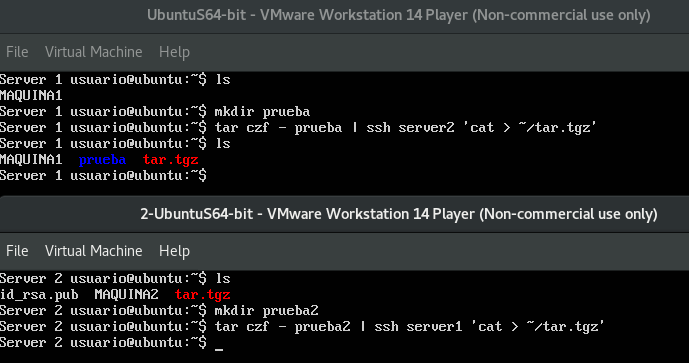 UbuntuS64-bit - VMware Workstation 14 Player (Non-commercial use only)
File Virtual Machine Help
Server 1 usuario@ubuntu:~$ ls
MAQUINA1
Server 1 usuario@ubuntu:~$ mkdir prueba
Server 1 usuario@ubuntu:~$ tar czf - prueba | ssh server2 'cat > ~/tar.tgz'
Server 1 usuario@ubuntu:~$ ls
MAQUINA1 prueba tar.tgz
Server 1 usuario@ubuntu:~$
2-UbuntuS64-bit - VMware Workstation 14 Player (Non-commercial use only)
File Virtual Machine Help
Server 2 usuario@ubuntu:~$ ls
id_rsa.pub MAQUINA2 tar.tgz
Server 2 usuario@ubuntu:~$ mkdir prueba2
Server 2 usuario@ubuntu:~$ tar czf - prueba2 | ssh server1 'cat > ~/tar.tgz'
Server 2 usuario@ubuntu:~$ _